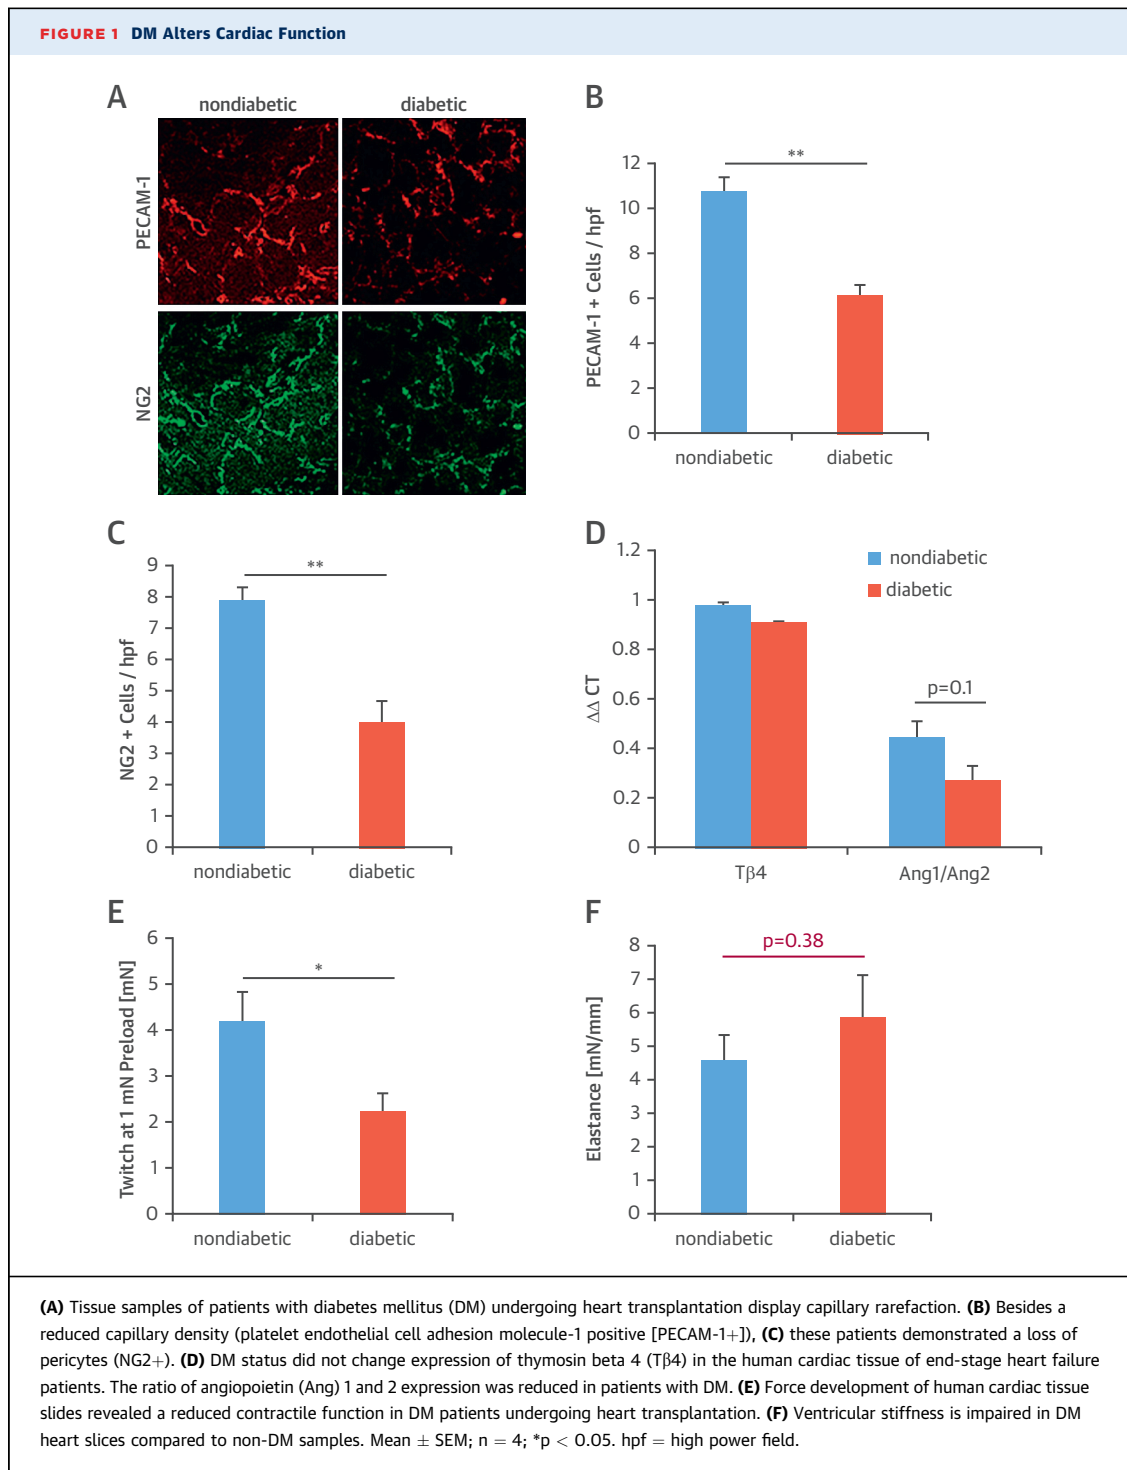 FIGURE 1 DM Alters Cardiac Function
A
nondiabetic diabetic
PECAM-1
NG2
B
PECAM-1 + Cells / hpf
12
10
8
6
4
2
0
**
nondiabetic diabetic
C
NG2 + Cells / hpf
9
8
7
6
5
4
3
2
1
0
**
nondiabetic diabetic
D
ΔΔ CT
1.2
1
0.8
0.6
0.4
0.2
0
nondiabetic
diabetic
p=0.1
Tβ4 Ang1/Ang2
E
Twitch at 1 mN Preload [mN]
6
5
4
3
2
1
0
*
nondiabetic diabetic
F
Elastance [mN/mm]
8
7
6
5
4
3
2
1
0
p=0.38
nondiabetic diabetic
(A) Tissue samples of patients with diabetes mellitus (DM) undergoing heart transplantation display capillary rarefaction. (B) Besides a
reduced capillary density (platelet endothelial cell adhesion molecule-1 positive [PECAM-1+]), (C) these patients demonstrated a loss of
pericytes (NG2+). (D) DM status did not change expression of thymosin beta 4 (Tβ4) in the human cardiac tissue of end-stage heart failure
patients. The ratio of angiopoietin (Ang) 1 and 2 expression was reduced in patients with DM. (E) Force development of human cardiac tissue
slides revealed a reduced contractile function in DM patients undergoing heart transplantation. (F) Ventricular stiffness is impaired in DM
heart slices compared to non-DM samples. Mean ± SEM; n = 4; *p < 0.05. hpf = high power field.